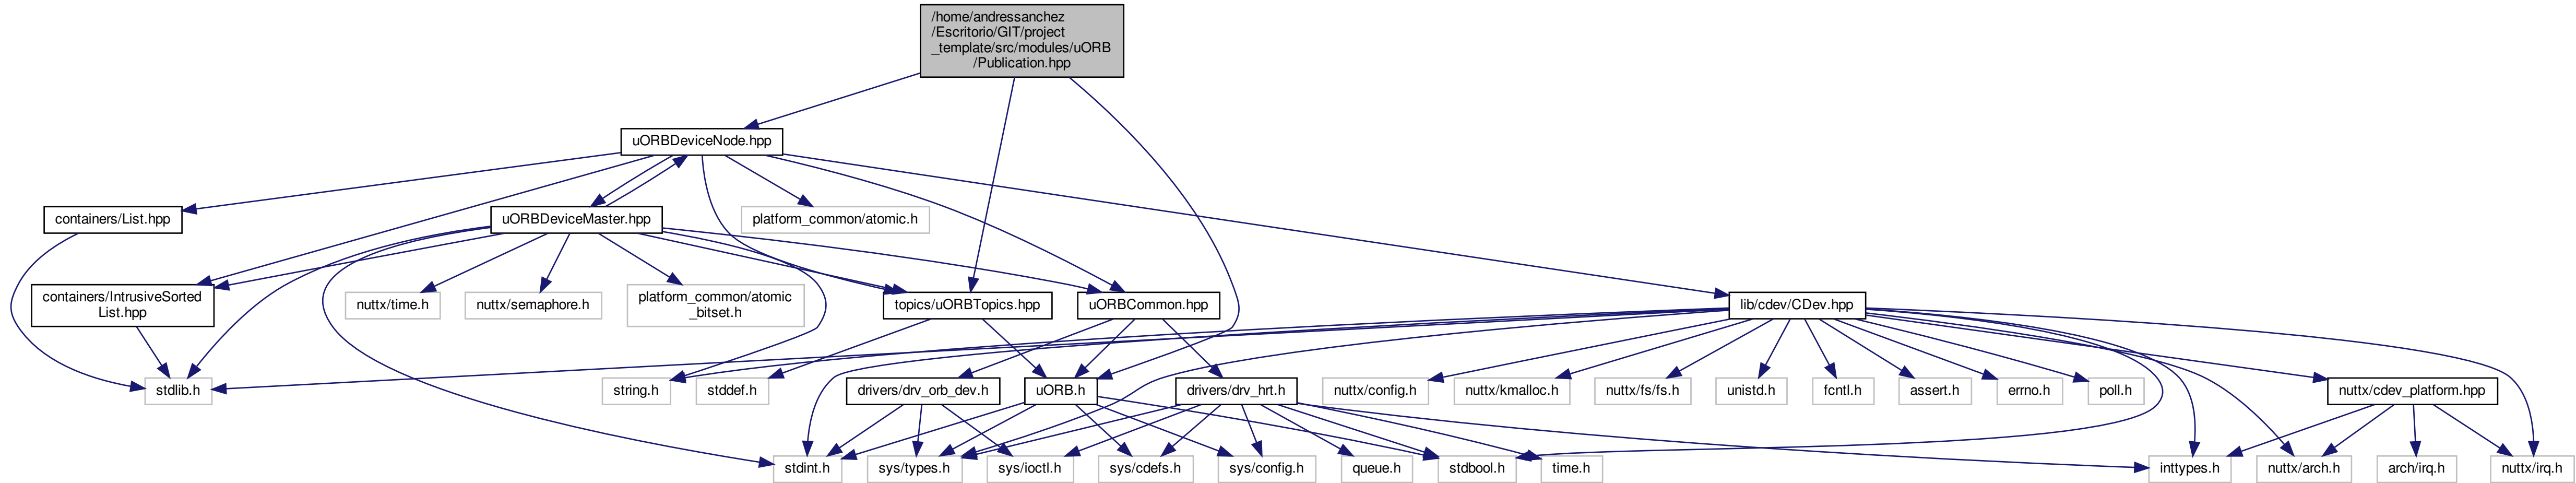 /home/andressanchez
/Escritorio/GIT/project
_template/src/modules/uORB
/Publication.hpp
uORBDeviceNode.hpp
containers/List.hpp
uORBDeviceMaster.hpp
platform_common/atomic.h
containers/IntrusiveSorted
List.hpp
nuttx/time.h
nuttx/semaphore.h
platform_common/atomic
_bitset.h
topics/uORBTopics.hpp
uORBCommon.hpp
lib/cdev/CDev.hpp
stdlib.h
string.h
stddef.h
drivers/drv_orb_dev.h
uORB.h
drivers/drv_hrt.h
nuttx/config.h
nuttx/kmalloc.h
nuttx/fs/fs.h
unistd.h
fcntl.h
assert.h
errno.h
poll.h
nuttx/cdev_platform.hpp
stdint.h
sys/types.h
sys/ioctl.h
sys/cdefs.h
sys/config.h
queue.h
stdbool.h
time.h
inttypes.h
nuttx/arch.h
arch/irq.h
nuttx/irq.h